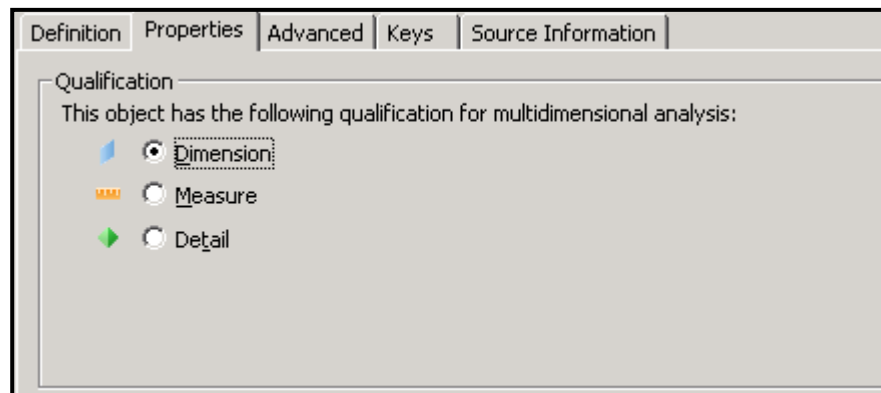 Definition Properties Advanced Keys Source Information
Qualification
This object has the following qualification for multidimensional analysis:
Dimension
Measure
Detail